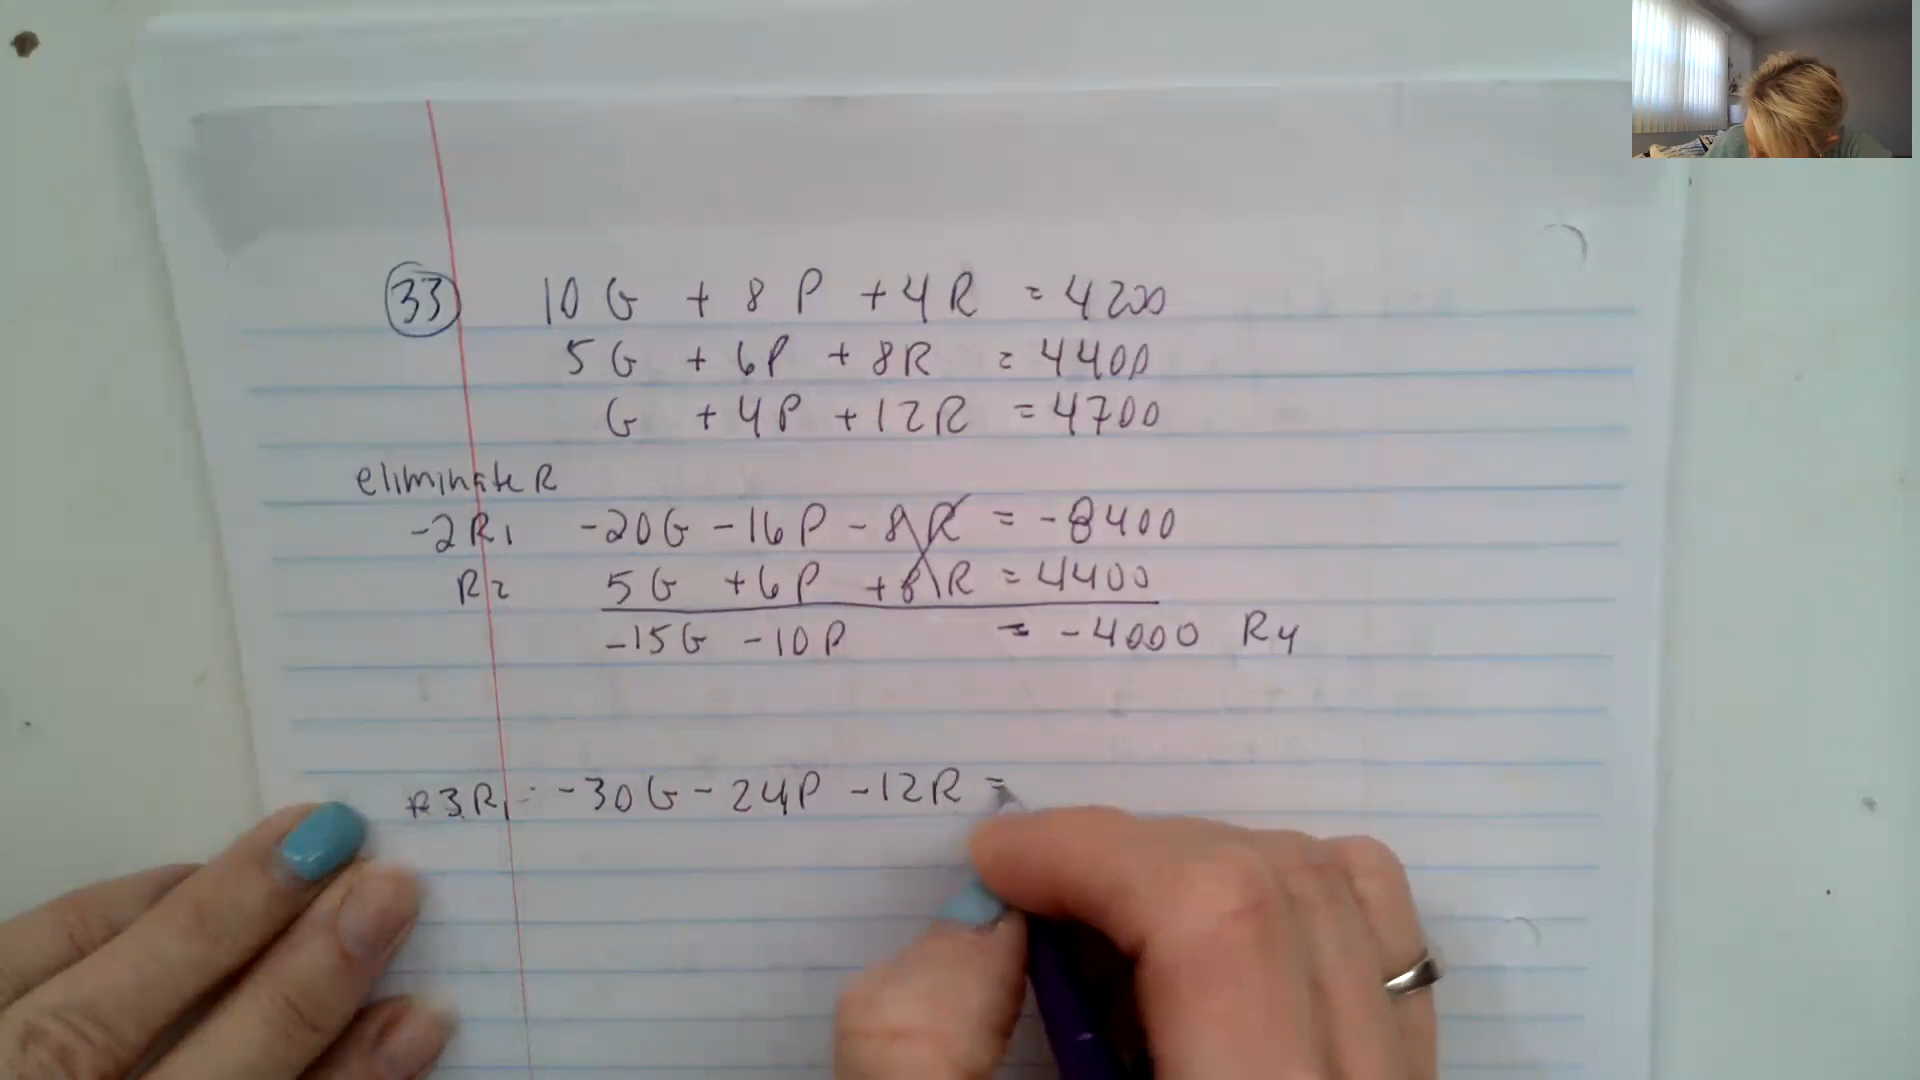 33 10G + 8P + 4R = 4200
5G + 6P + 8R = 4400
G + 4P + 12R = 4700
eliminate R
-2R1 -20G - 16P - 8R = -8400
R2 5G + 6P + 8R = 4400
-15G - 10P = -4000 R4
-3R1 -30G - 24P - 12R =